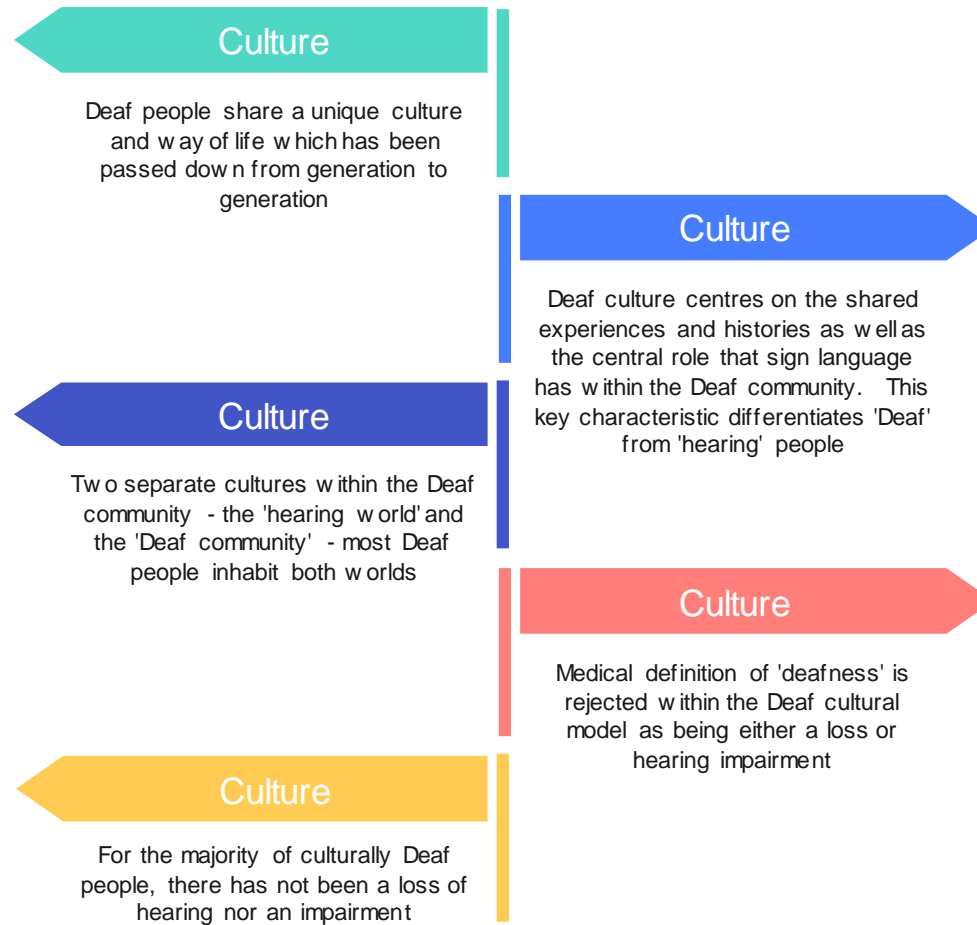 Culture
Deaf people share a unique culture
and way of life which has been
passed down from generation to
generation
Culture
Deaf culture centres on the shared
experiences and histories as well as
the central role that sign language
has within the Deaf community. This
key characteristic differentiates 'Deaf'
from 'hearing' people
Culture
Two separate cultures within the Deaf
community - the 'hearing world' and
the 'Deaf community' - most Deaf
people inhabit both worlds
Culture
Medical definition of 'deafness' is
rejected within the Deaf cultural
model as being either a loss or
hearing impairment
Culture
For the majority of culturally Deaf
people, there has not been a loss of
hearing nor an impairment